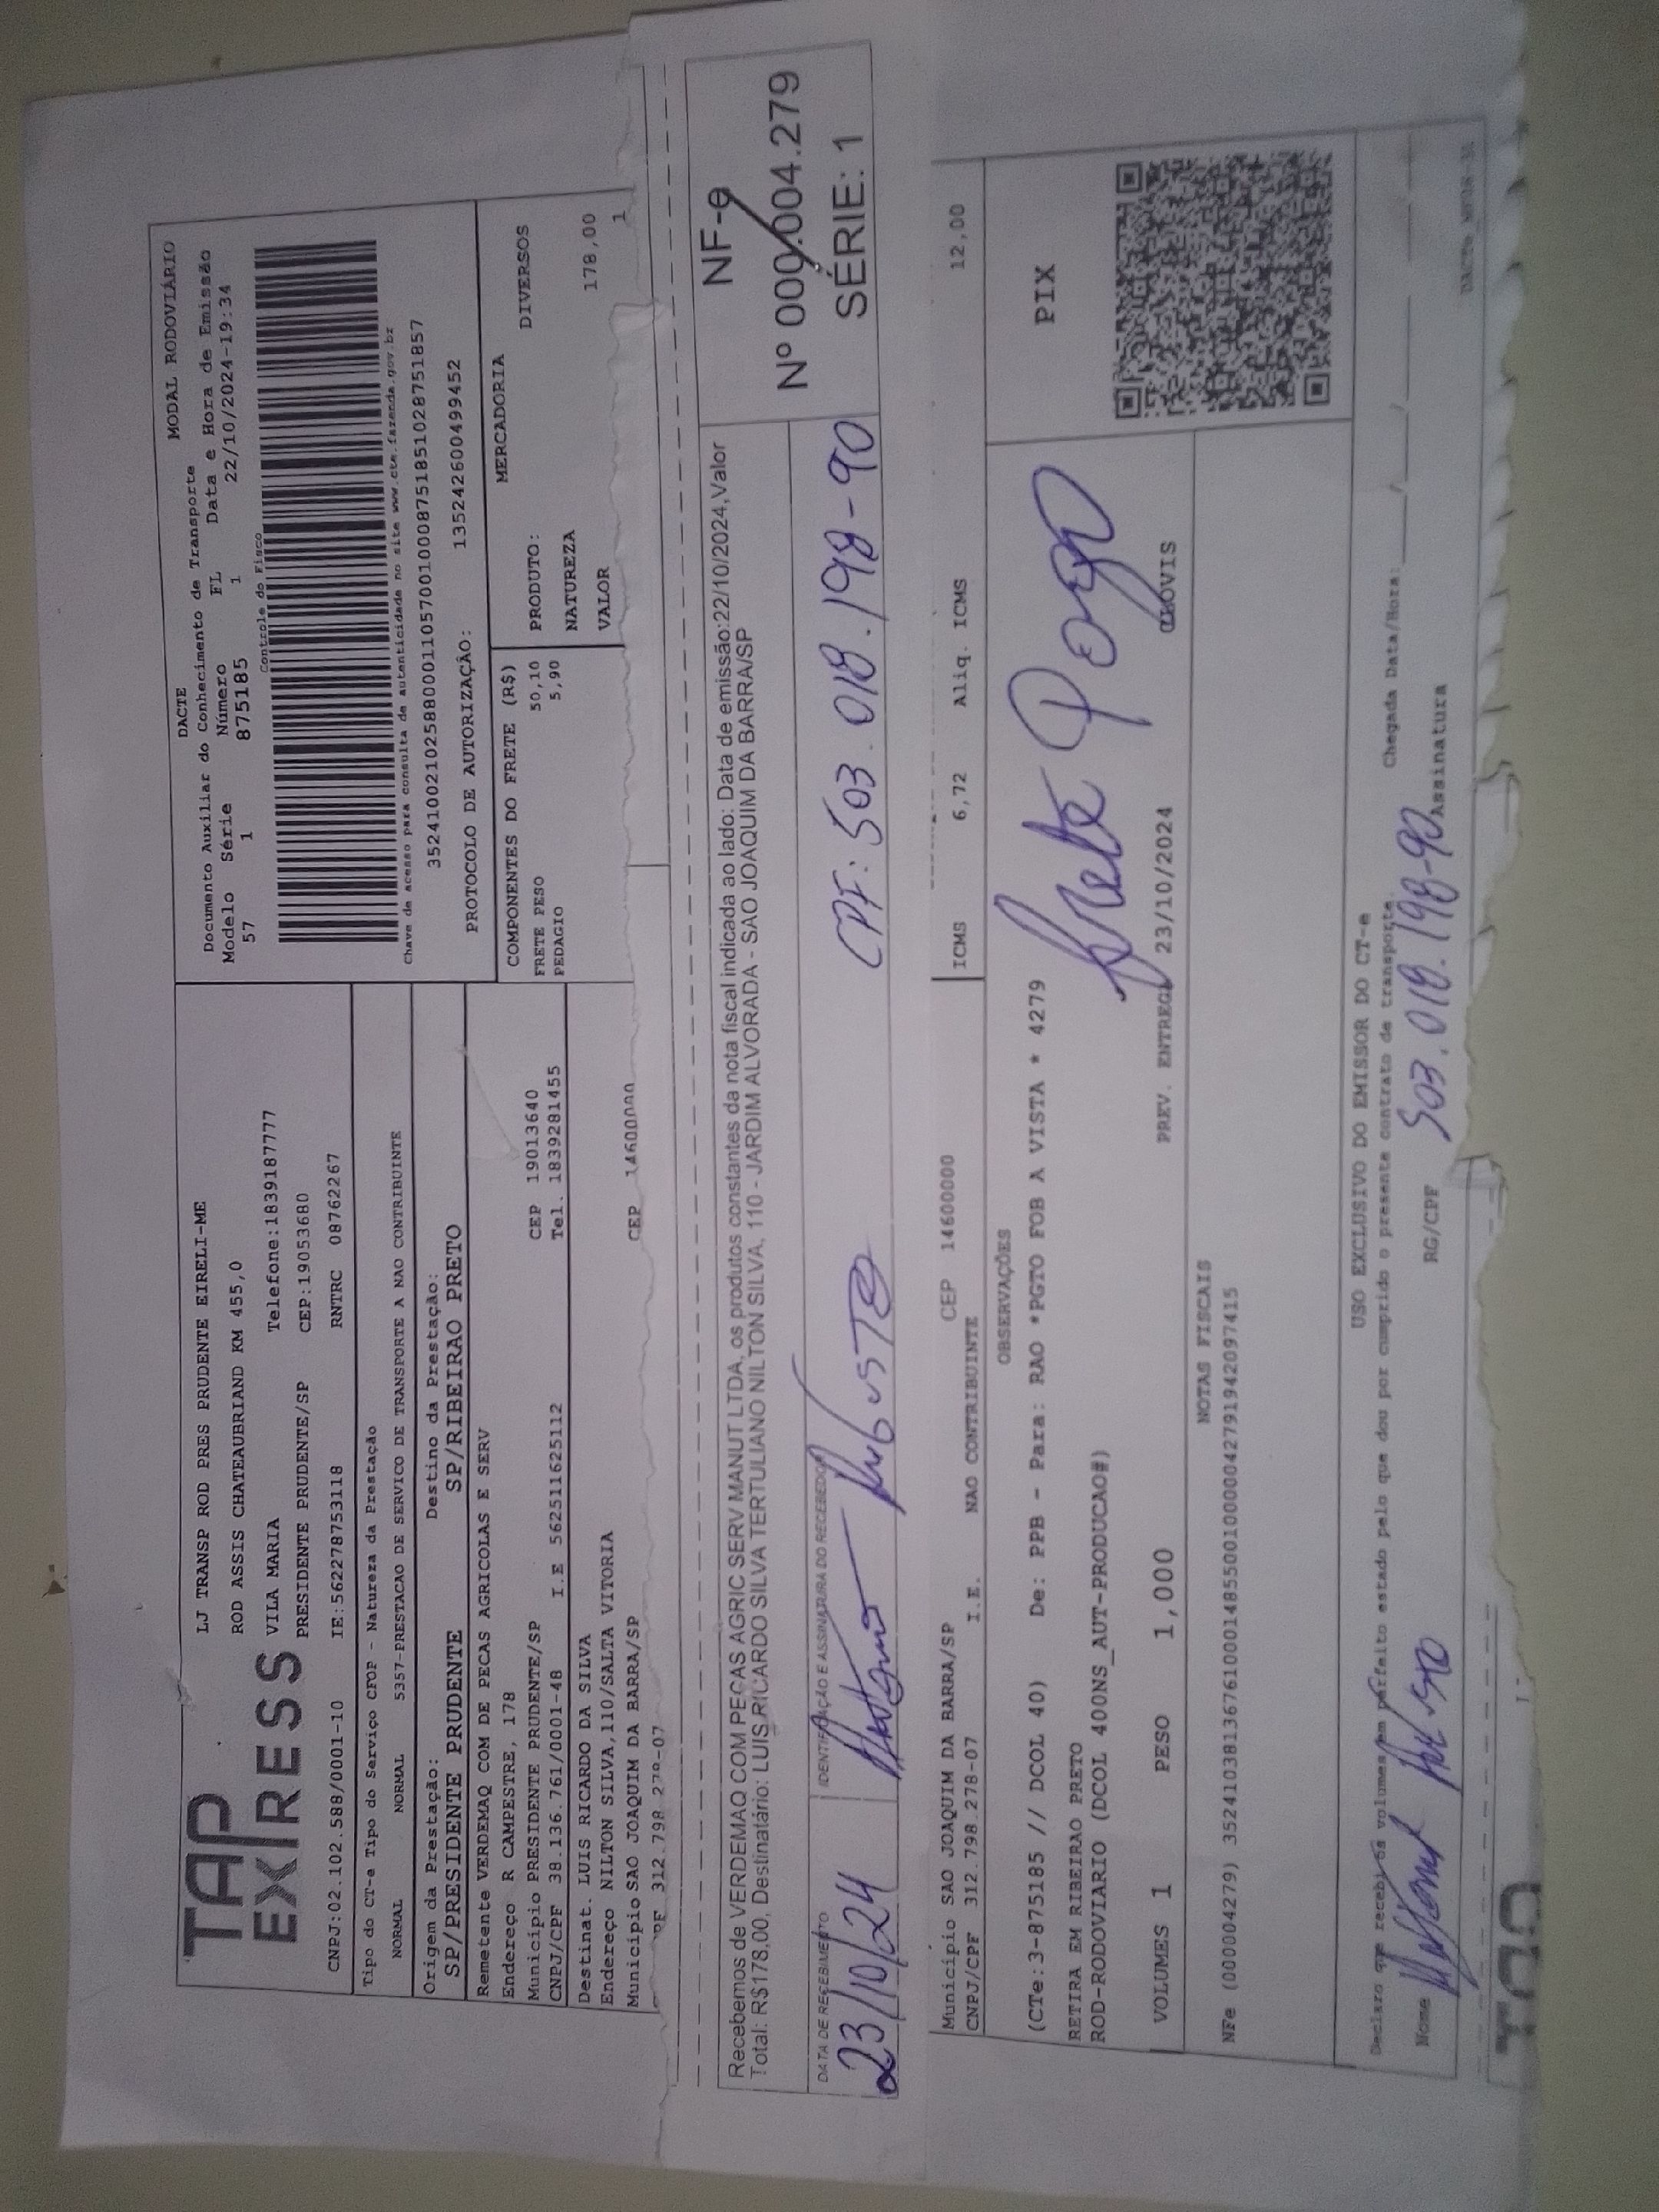 TAP
EXPRESS
LJ TRANSP ROD PRES PRUDENTE EIRELI-ME
ROD ASSIS CHATEAUBRIAND KM 455,0
VILA MARIA Telefone:1839187777
PRESIDENTE PRUDENTE/SP CEP:19053680
CNPJ:02.102.588/0001-10 IE:562278753118 RNTRC 08762267
DACTE MODAL RODOVIÁRIO
Documento Auxiliar do Conhecimento de Transporte
Modelo Série Número FL Data e Hora de Emissão
57 1 875185 1 22/10/2024-19:34
Controle do Fisco
Chave de acesso para consulta de autenticidade no site www.cte.fazenda.gov.br
35241002102588000110570010008751851028751857
PROTOCOLO DE AUTORIZAÇÃO: 135242600499452
Tipo do CT-e Tipo do Serviço CFOP - Natureza da Prestação
NORMAL NORMAL 5357-PRESTACAO DE SERVICO DE TRANSPORTE A NAO CONTRIBUINTE
Origem da Prestação: Destino da Prestação:
SP/PRESIDENTE PRUDENTE SP/RIBEIRAO PRETO
Remetente VERDEMAQ COM DE PECAS AGRICOLAS E SERV
Endereço R CAMPESTRE, 178 CEP 19013640
Município PRESIDENTE PRUDENTE/SP Tel. 1839281455
CNPJ/CPF 38.136.761/0001-48 I.E 562511625112
Destinat. LUIS RICARDO DA SILVA
Endereço NILTON SILVA,110/SALTA VITORIA
Município SAO JOAQUIM DA BARRA/SP CEP 14600000
COMPONENTES DO FRETE (R$)
FRETE PESO 50,10
PEDAGIO 5,90
MERCADORIA
PRODUTO: DIVERSOS
NATUREZA
VALOR 178,00
1
Recebemos de VERDEMAQ COM PEÇAS AGRIC SERV MANUT LTDA, os produtos constantes da nota fiscal indicada ao lado: Data de emissão:22/10/2024,Valor
Total: R$178,00, Destinatário: LUIS RICARDO SILVA TERTULIANO NILTON SILVA, 110 - JARDIM ALVORADA - SAO JOAQUIM DA BARRA/SP
DATA DE RECEBIMENTO IDENTIFICAÇÃO E ASSINATURA DO RECEBEDOR
23/10/24 CPF: 503.018.198-90
NF-e
Nº 000.004.279
SÉRIE: 1
Município SAO JOAQUIM DA BARRA/SP CEP 14600000
CNPJ/CPF 312.798.278-07 I.E. NAO CONTRIBUINTE
ICMS 6,72 Aliq. ICMS 12,00
OBSERVAÇÕES
(CTe:3-875185 // DCOL 40) De: PPB - Para: RAO *PGTO FOB A VISTA * 4279
RETIRA EM RIBEIRAO PRETO
ROD-RODOVIARIO (DCOL 400NS_AUT-PRODUCAO#)
Frete Pago
VOLUMES 1 PESO 1,000 PREV. ENTREGA 23/10/2024 CLOVIS
PIX
NOTAS FISCAIS
NFe (000004279) 35241038136761000148550010000042791942097415
USO EXCLUSIVO DO EMISSOR DO CT-e
Declaro que recebi os volumes em perfeito estado pelo que dou por cumprido o presente contrato de transporte.
Chegada Data/Hora: / /
Nome RG/CPF 503.018.198-90 Assinatura